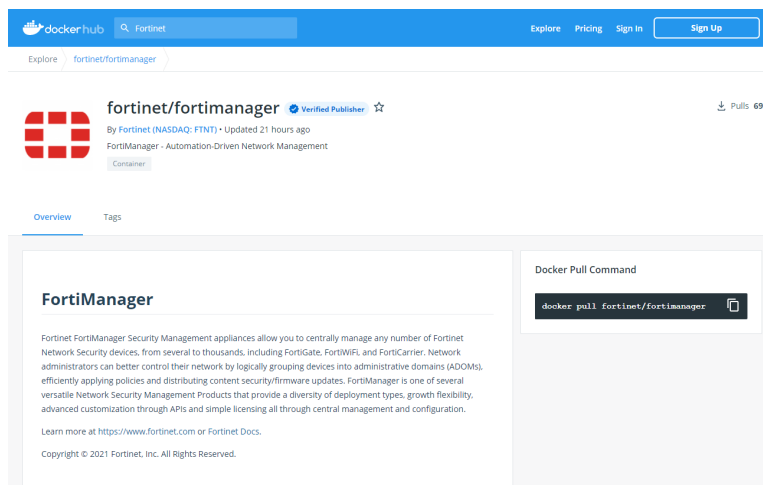 dockerhub
Fortinet
Explore
Pricing
Sign In
Sign Up
Explore
fortinet/fortimanager
fortinet/fortimanager
Verified Publisher
Pulls 69
By Fortinet (NASDAQ: FTNT) • Updated 21 hours ago
FortiManager - Automation-Driven Network Management
Container
Overview
Tags
FortiManager
Fortinet FortiManager Security Management appliances allow you to centrally manage any number of Fortinet
Network Security devices, from several to thousands, including FortiGate, FortiWiFi, and FortiCarrier. Network
administrators can better control their network by logically grouping devices into administrative domains (ADOMs),
efficiently applying policies and distributing content security/firmware updates. FortiManager is one of several
versatile Network Security Management Products that provide a diversity of deployment types, growth flexibility,
advanced customization through APIs and simple licensing all through central management and configuration.
Learn more at https://www.fortinet.com or Fortinet Docs.
Copyright © 2021 Fortinet, Inc. All Rights Reserved.
Docker Pull Command
docker pull fortinet/fortimanager